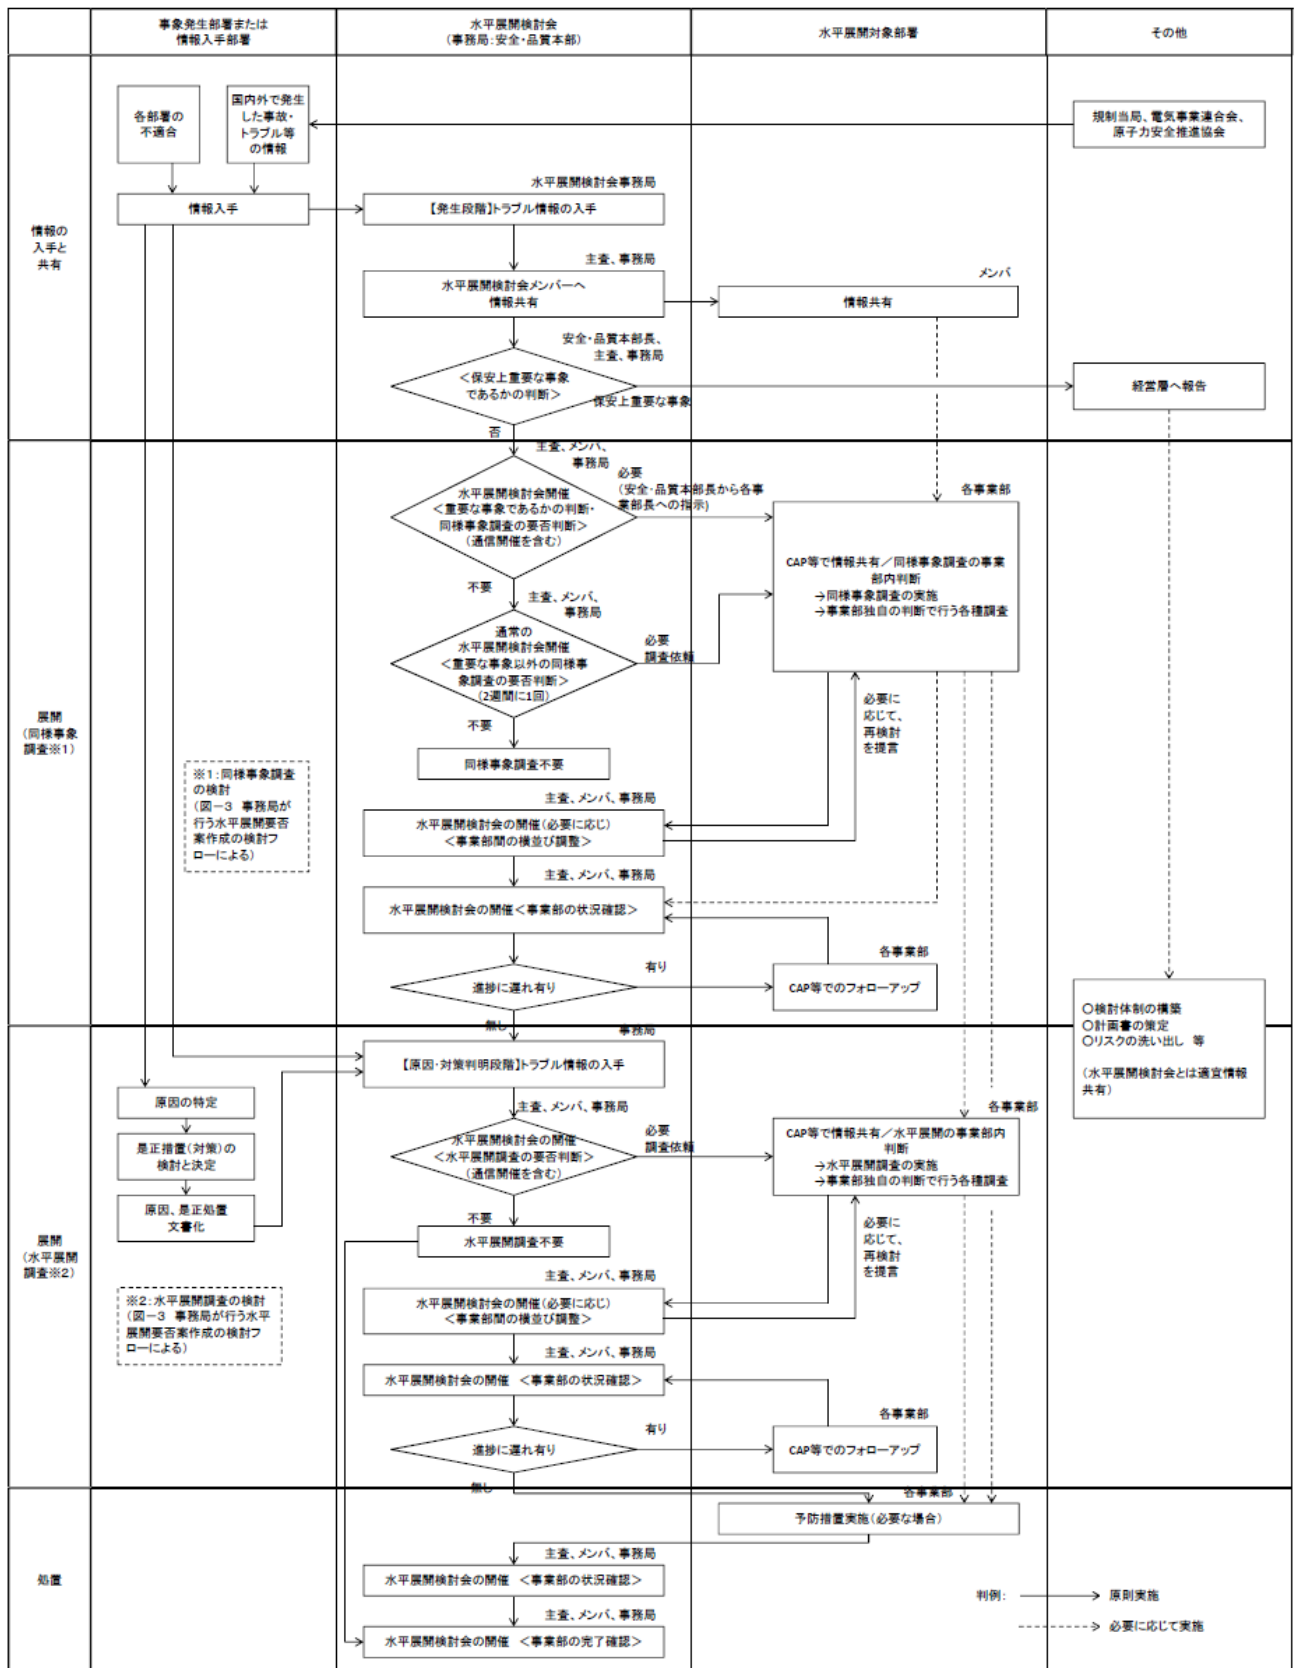 事象発生部署または
情報入手部署
水平展開検討会
(事務局:安全・品質本部)
水平展開対象部署
その他
情報の
入手と
共有
各部署の
不適合
国内外で発生
した事故・
トラブル等
の情報
規制当局、電気事業連合会、
原子力安全推進協会
水平展開検討会事務局
情報入手
【発生段階】トラブル情報の入手
主査、事務局
水平展開検討会メンバーへ
情報共有
メンバ
情報共有
安全・品質本部長、
主査、事務局
<保安上重要な事象
であるかの判断>
保安上重要な事象
経営層へ報告
否
展開
(同様事象
調査※1)
主査、メンバ、
事務局
水平展開検討会開催
<重要な事象であるかの判断・
同様事象調査の要否判断>
(通信開催を含む)
必要
(安全・品質本部長から各事
業部長への指示)
各事業部
CAP等で情報共有/同様事象調査の事業
部内判断
→同様事象調査の実施
→事業部独自の判断で行う各種調査
不要
主査、メンバ、
事務局
通常の
水平展開検討会開催
<重要な事象以外の同様事
象調査の要否判断>
(2週間に1回)
必要
調査依頼
不要
同様事象調査不要
必要に
応じて、
再検討
を提言
※1:同様事象調査
の検討
(図-3 事務局が
行う水平展開要否
案作成の検討フ
ローによる)
主査、メンバ、事務局
水平展開検討会の開催(必要に応じ)
<事業部間の横並び調整>
主査、メンバ、事務局
水平展開検討会の開催<事業部の状況確認>
進捗に遅れ有り
有り
各事業部
CAP等でのフォローアップ
無し
○検討体制の構築
○計画書の策定
○リスクの洗い出し 等
(水平展開検討会とは適宜情報
共有)
展開
(水平展開
調査※2)
事務局
【原因・対策判明段階】トラブル情報の入手
原因の特定
是正措置(対策)の
検討と決定
原因、是正処置
文書化
主査、メンバ、事務局
水平展開検討会の開催
<水平展開調査の要否判断>
(通信開催を含む)
必要
調査依頼
各事業部
CAP等で情報共有/水平展開の事業部内
判断
→水平展開調査の実施
→事業部独自の判断で行う各種調査
不要
水平展開調査不要
必要に
応じて、
再検討
を提言
※2:水平展開調査の検討
(図-3 事務局が行う水平
展開要否案作成の検討フ
ローによる)
主査、メンバ、事務局
水平展開検討会の開催(必要に応じ)
<事業部間の横並び調整>
主査、メンバ、事務局
水平展開検討会の開催 <事業部の状況確認>
進捗に遅れ有り
有り
各事業部
CAP等でのフォローアップ
無し
処置
各事業部
予防措置実施(必要な場合)
主査、メンバ、事務局
水平展開検討会の開催 <事業部の状況確認>
主査、メンバ、事務局
水平展開検討会の開催 <事業部の完了確認>
判例:
原則実施
必要に応じて実施